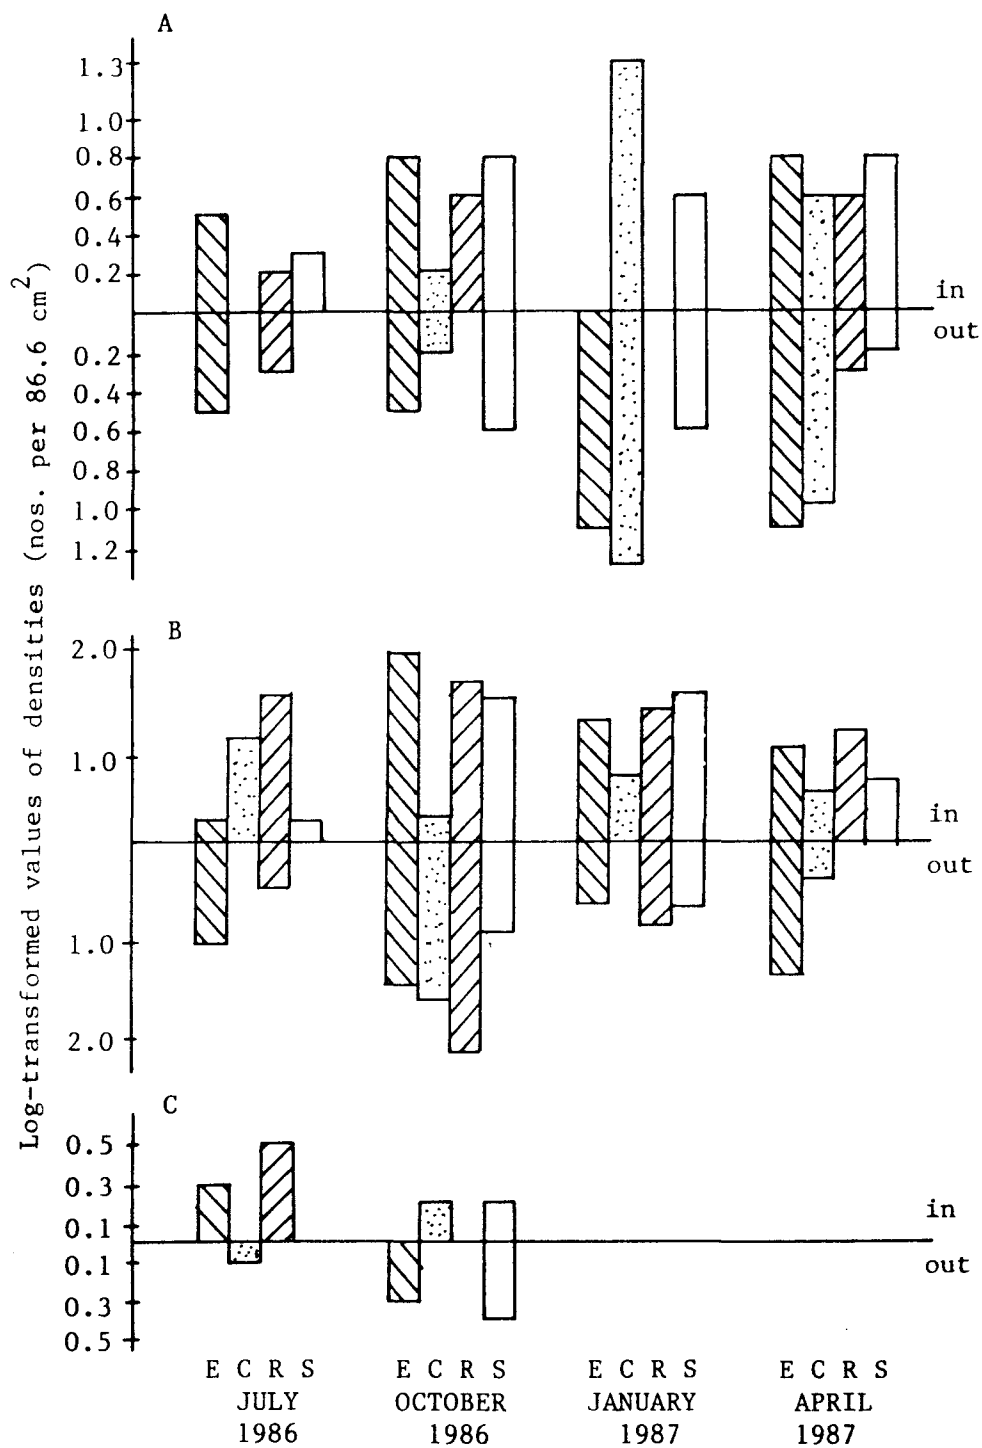 Log-transformed values of densities (nos. per 86.6 cm²)
A
1.3
1.0
0.8
0.6
0.4
0.2
in
out
0.2
0.4
0.6
0.8
1.0
1.2
B
2.0
1.0
in
out
1.0
2.0
C
0.5
0.3
0.1
in
out
0.1
0.3
0.5
E C R S E C R S E C R S E C R S
JULY OCTOBER JANUARY APRIL
1986 1986 1987 1987